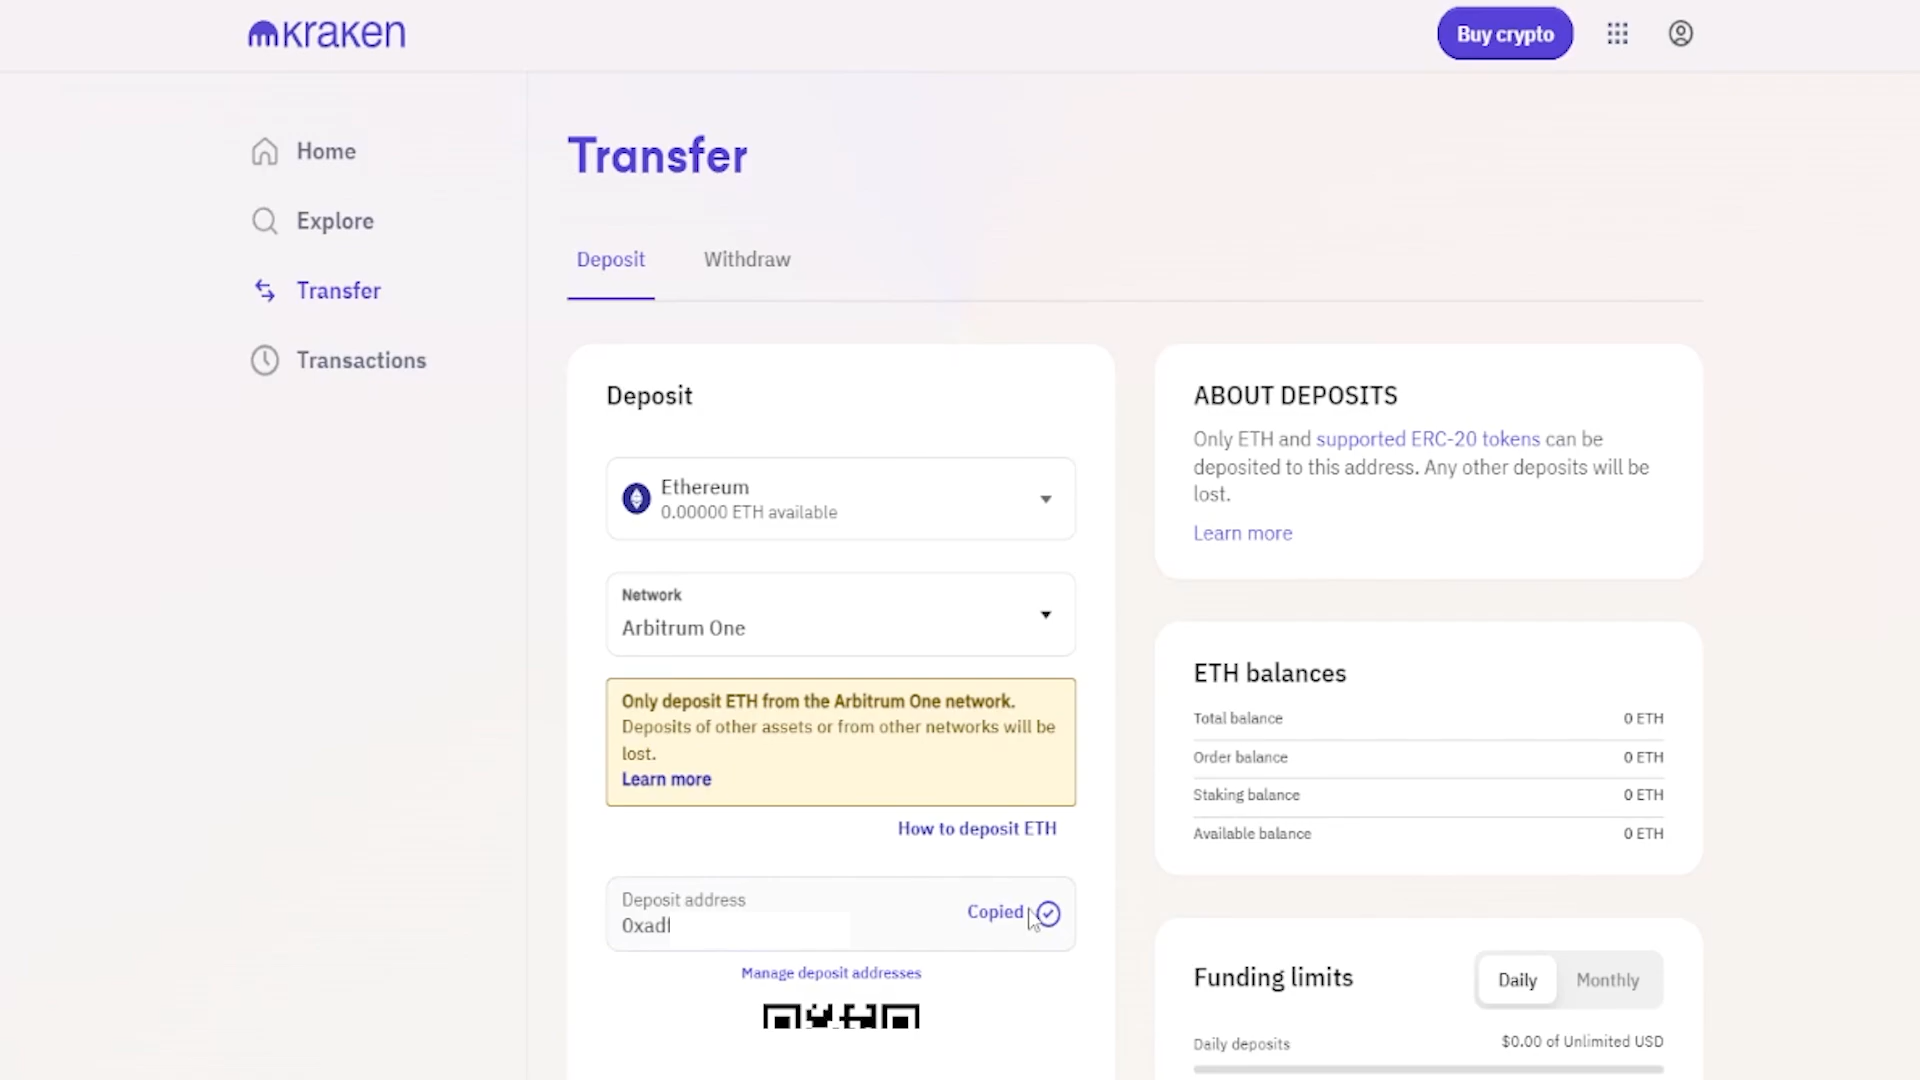 kraken
Buy crypto
Home
Explore
Transfer
Transactions
Transfer
Deposit
Withdraw
Deposit
Ethereum
0.00000 ETH available
Network
Arbitrum One
Only deposit ETH from the Arbitrum One network.
Deposits of other assets or from other networks will be
lost.
Learn more
How to deposit ETH
Deposit address
0xadl
Copied
Manage deposit addresses
ABOUT DEPOSITS
Only ETH and supported ERC-20 tokens can be
deposited to this address. Any other deposits will be
lost.
Learn more
ETH balances
Total balance 0 ETH
Order balance 0 ETH
Staking balance 0 ETH
Available balance 0 ETH
Funding limits
Daily
Monthly
Daily deposits $0.00 of Unlimited USD